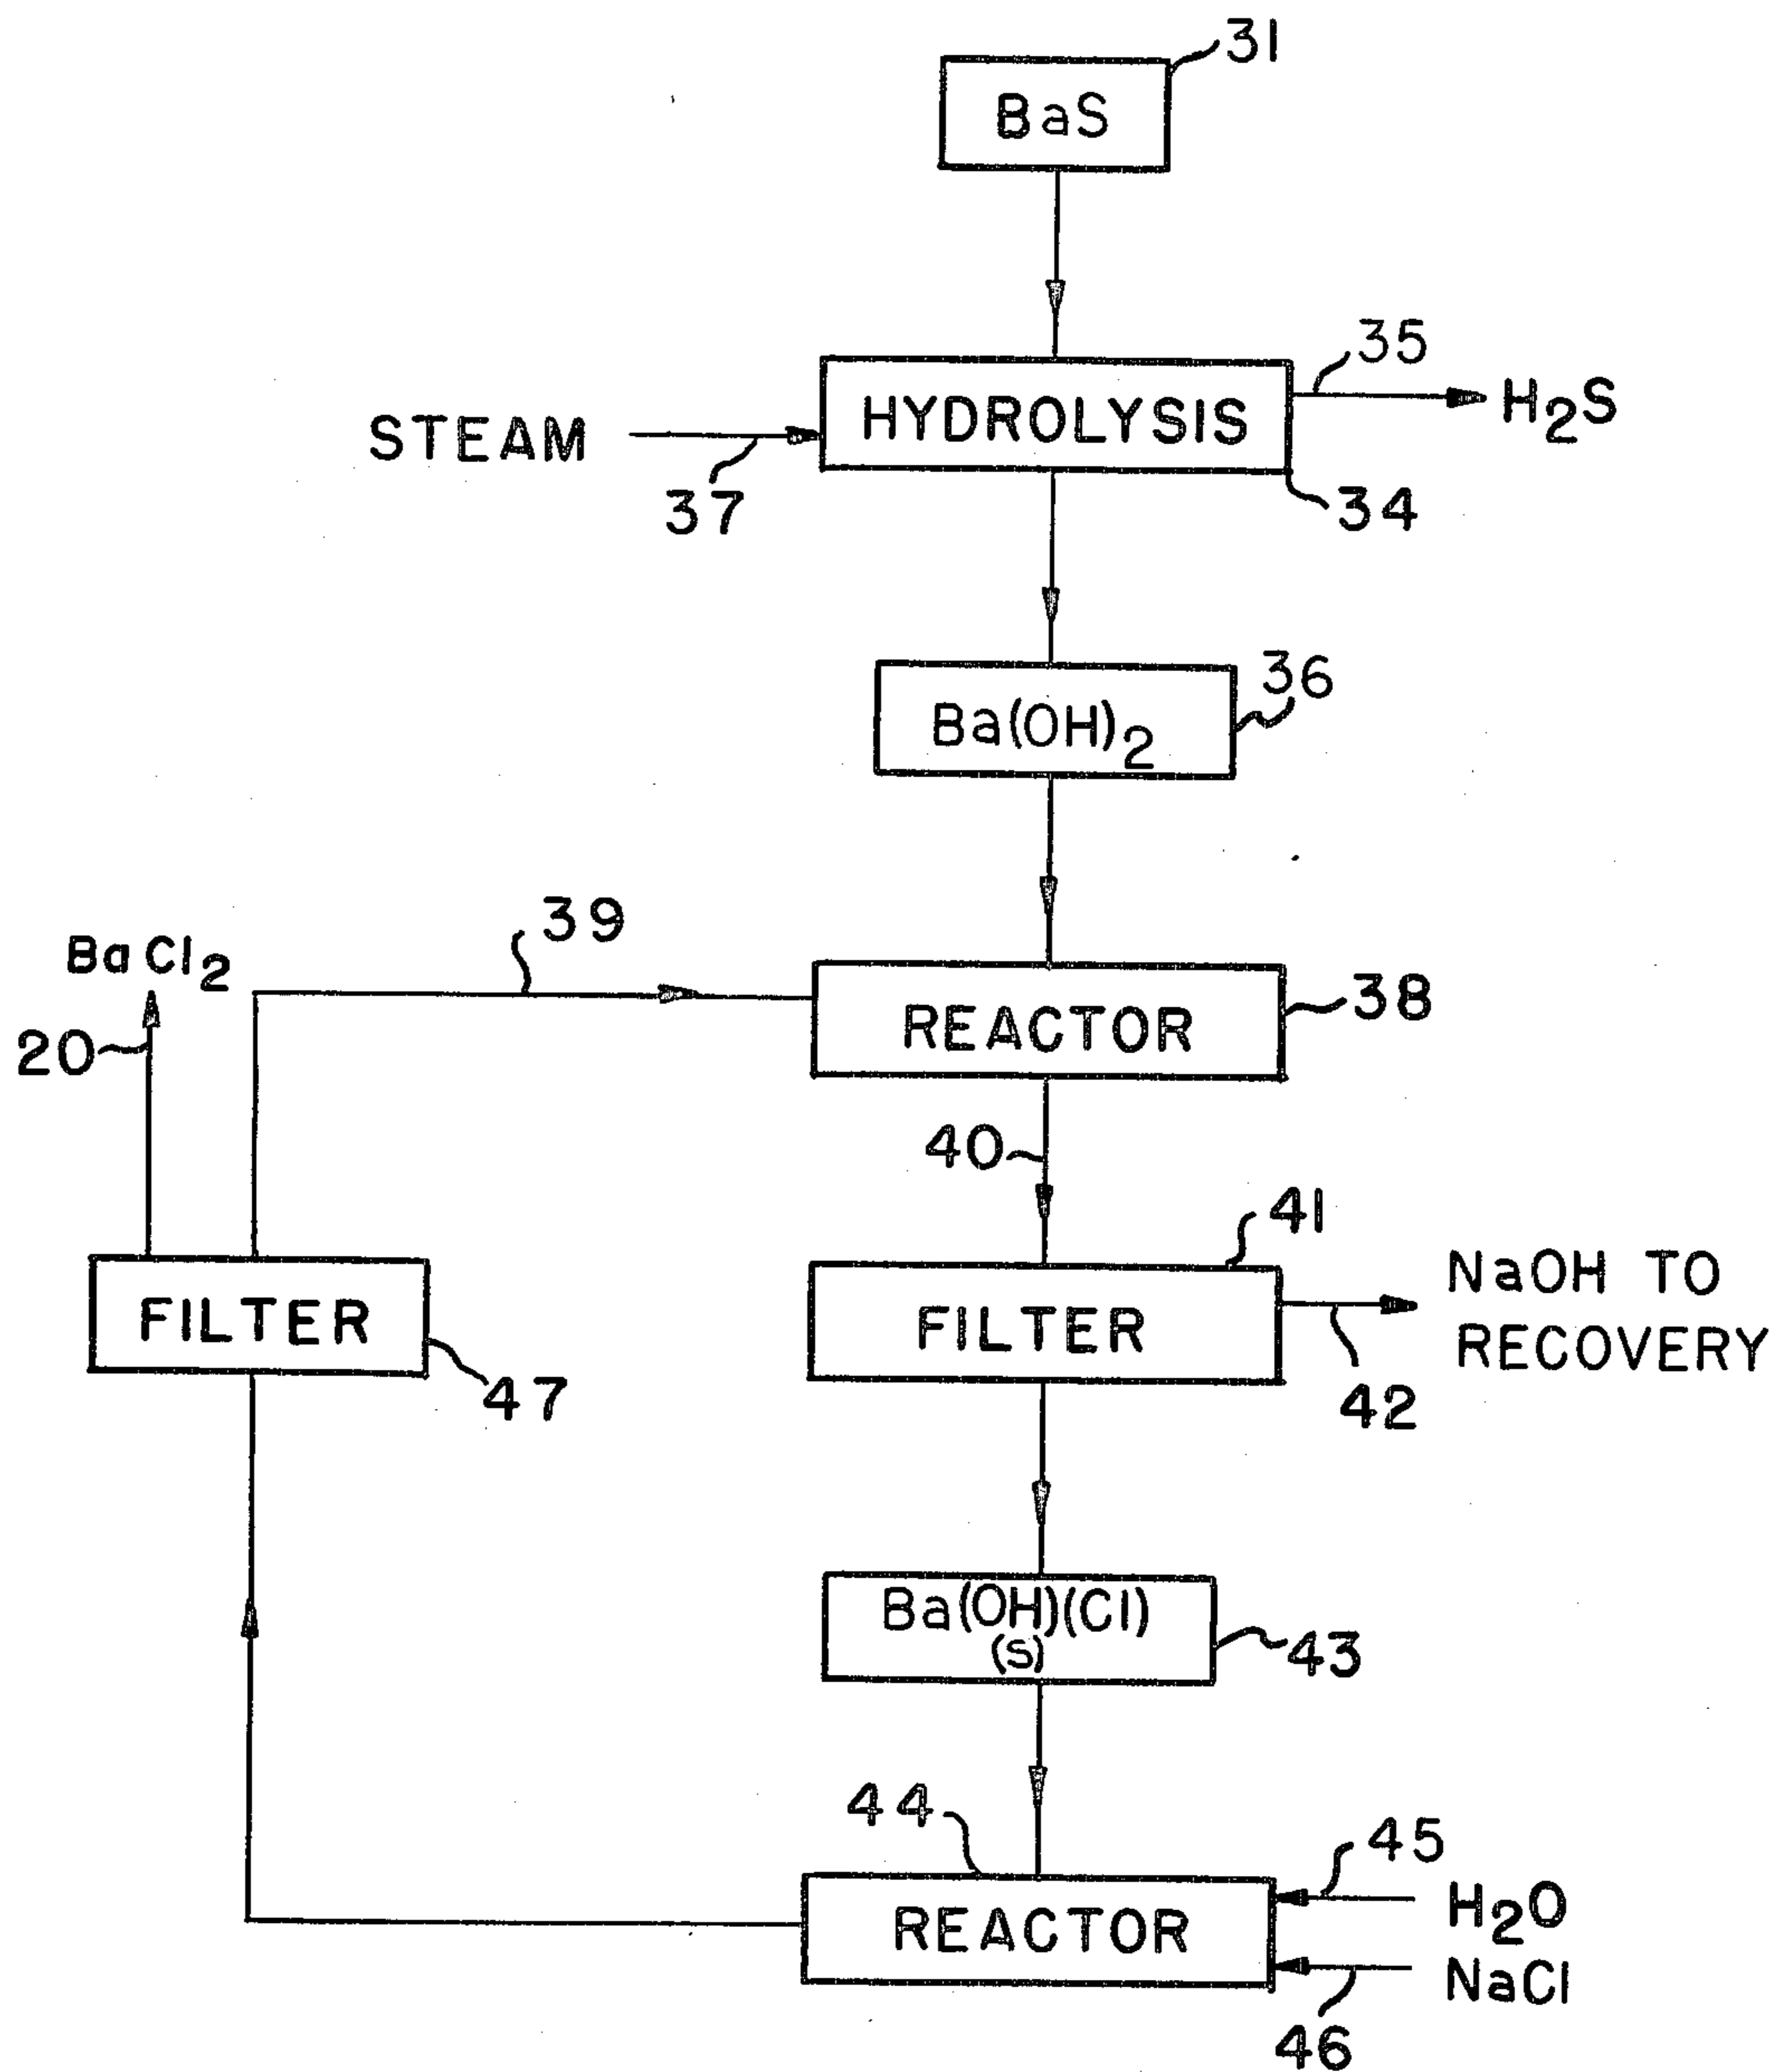 31
BaS
35
HYDROLYSIS
H2S
STEAM
37
34
36
Ba(OH)2
39
BaCl2
20
REACTOR
38
40
41
FILTER
47
FILTER
NaOH TO
RECOVERY
42
Ba(OH)(Cl)
(S)
43
44
REACTOR
45
H2O
NaCl
46